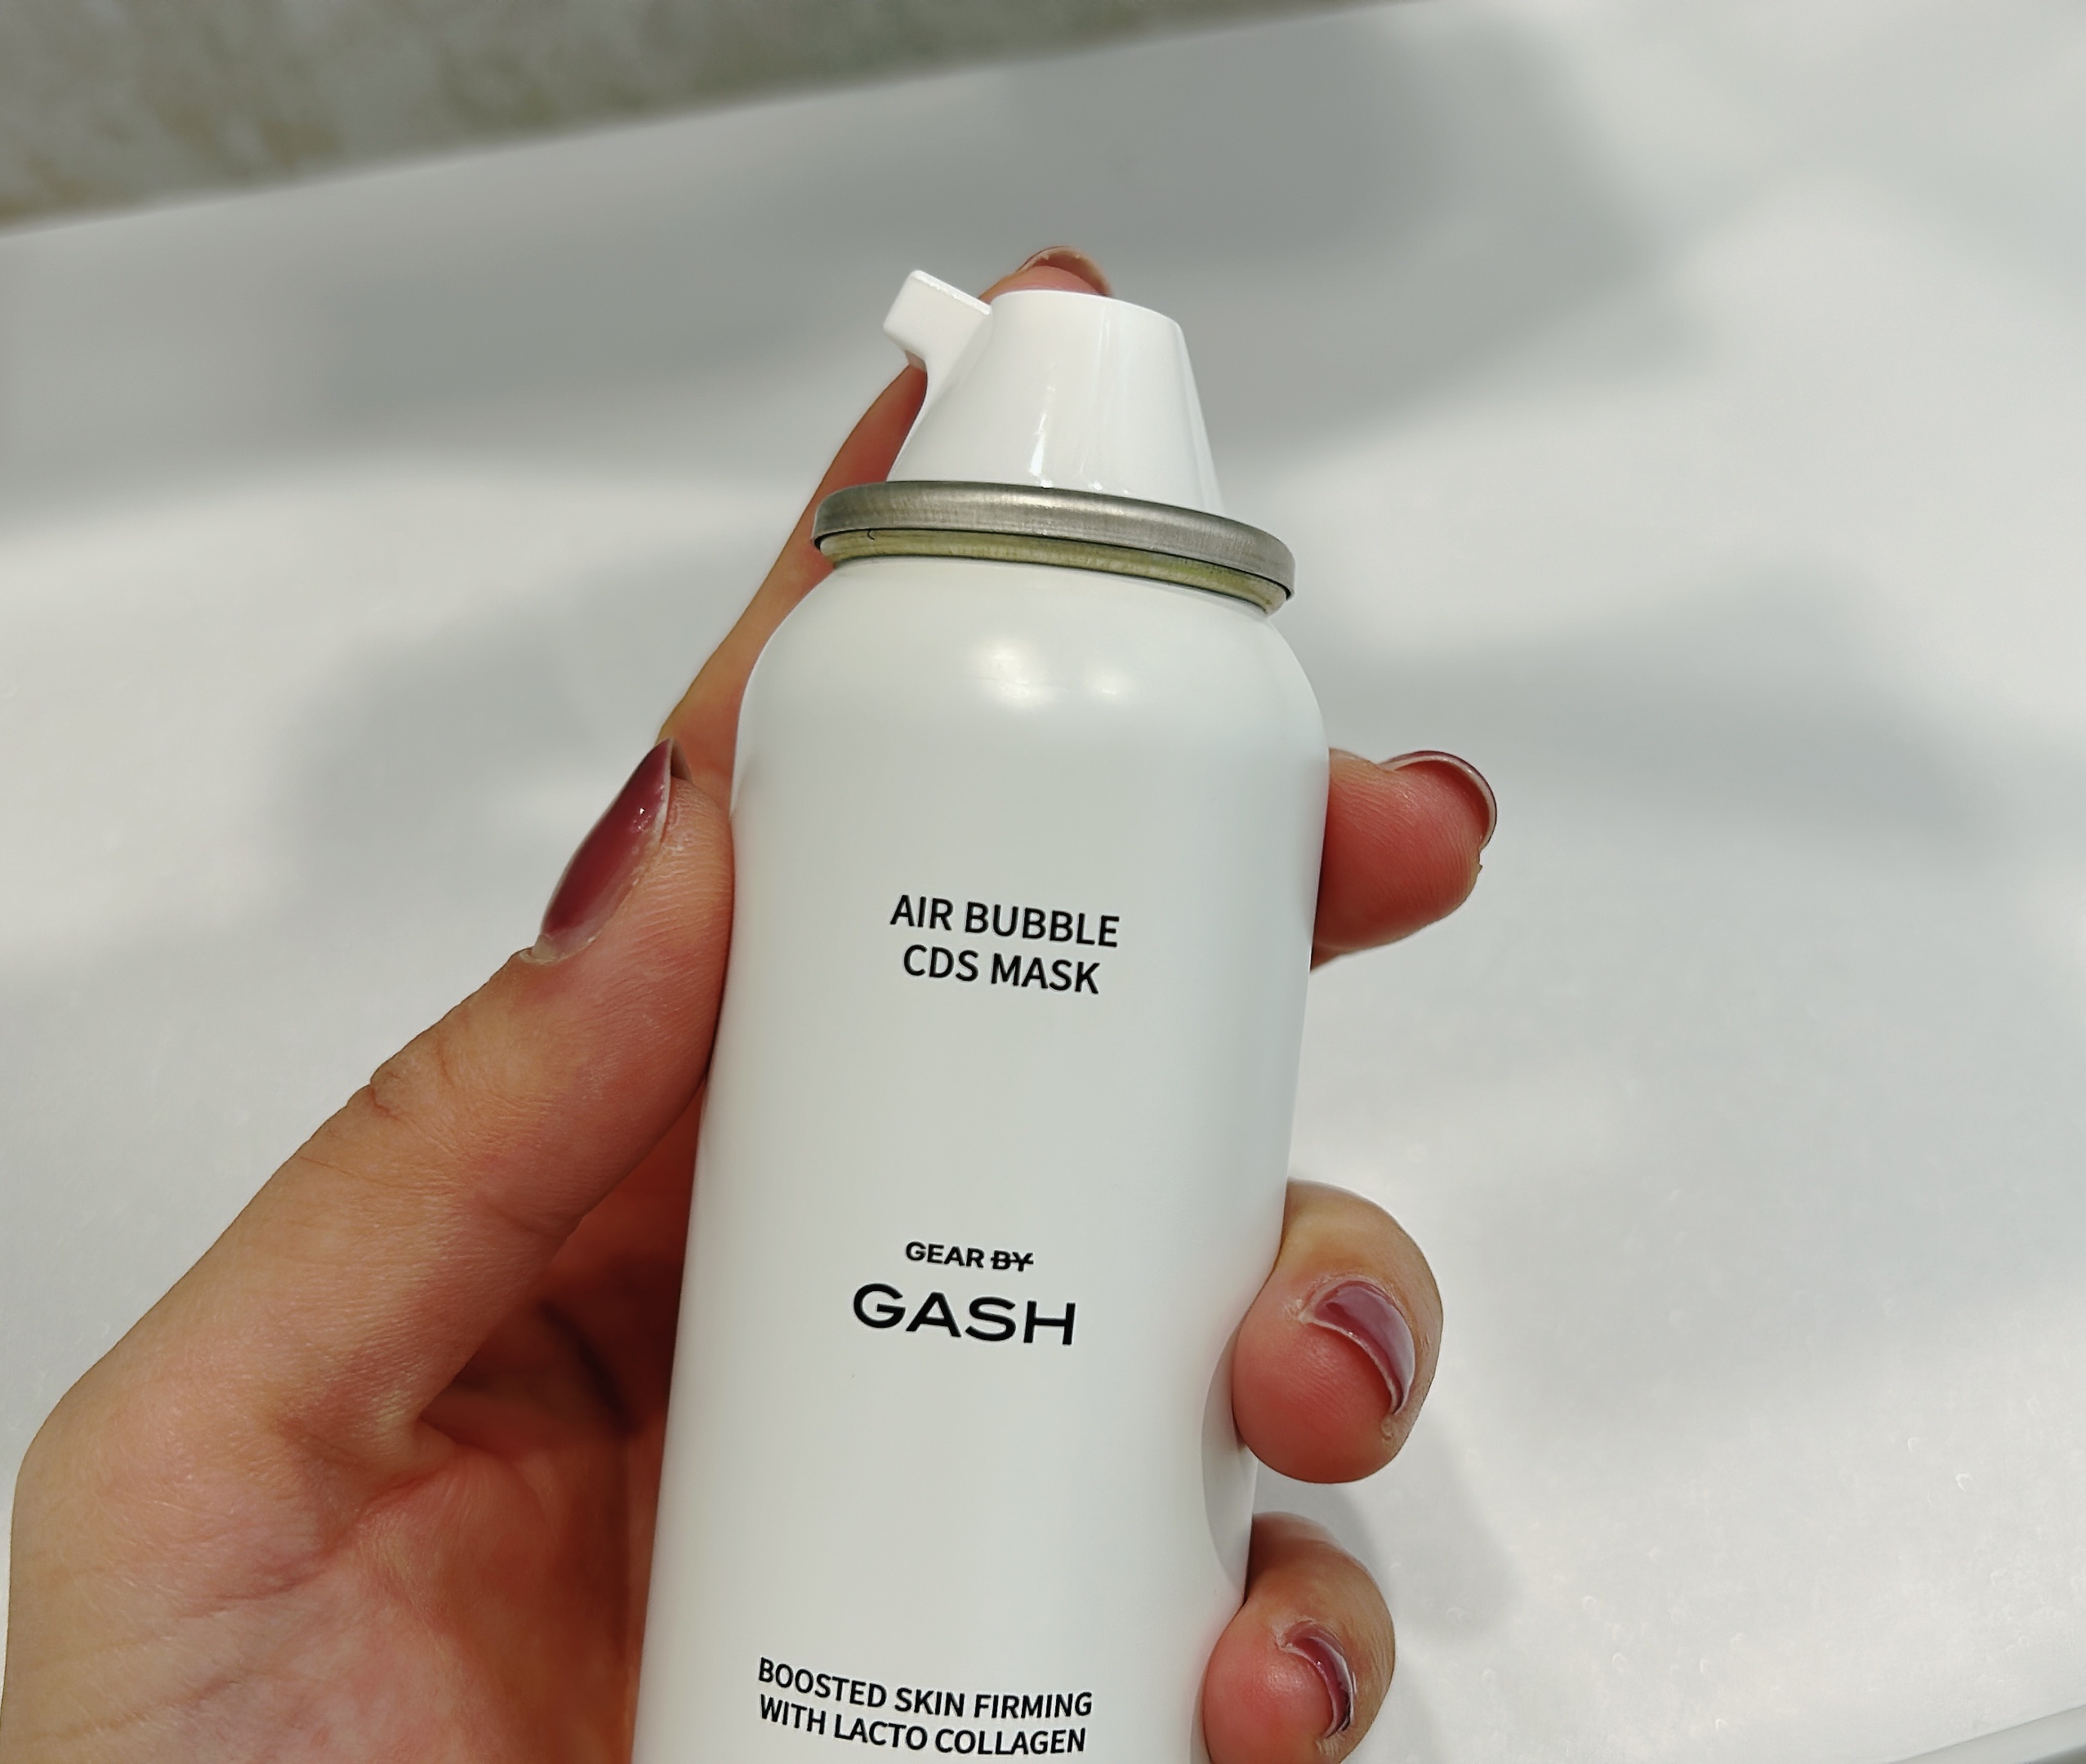 AIR BUBBLE
CDS MASK
GEAR BY
GASH
BOOSTED SKIN FIRMING
WITH LACTO COLLAGEN